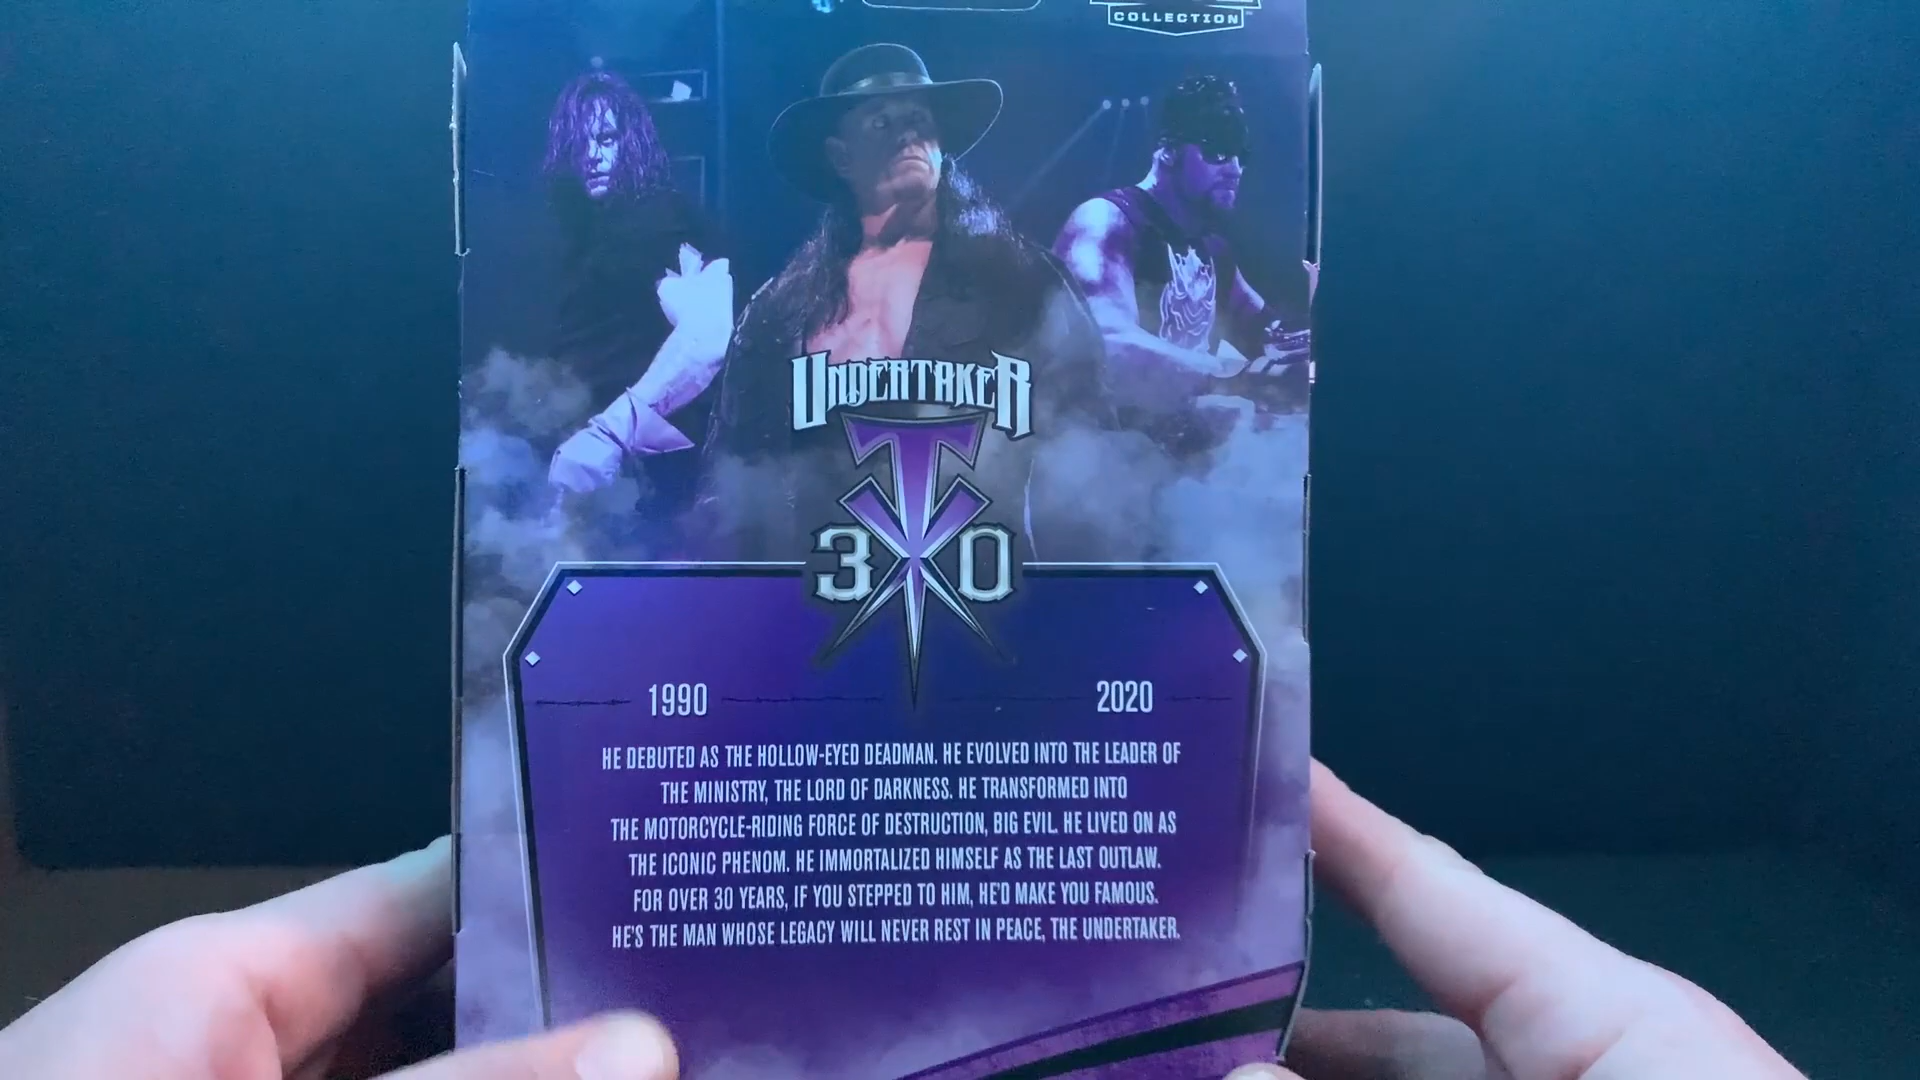 COLLECTION
UNDERTAKER
30
1990 2020
HE DEBUTED AS THE HOLLOW-EYED DEADMAN. HE EVOLVED INTO THE LEADER OF
THE MINISTRY, THE LORD OF DARKNESS. HE TRANSFORMED INTO
THE MOTORCYCLE-RIDING FORCE OF DESTRUCTION, BIG EVIL. HE LIVED ON AS
THE ICONIC PHENOM. HE IMMORTALIZED HIMSELF AS THE LAST OUTLAW.
FOR OVER 30 YEARS, IF YOU STEPPED TO HIM, HE'D MAKE YOU FAMOUS.
HE'S THE MAN WHOSE LEGACY WILL NEVER REST IN PEACE, THE UNDERTAKER.